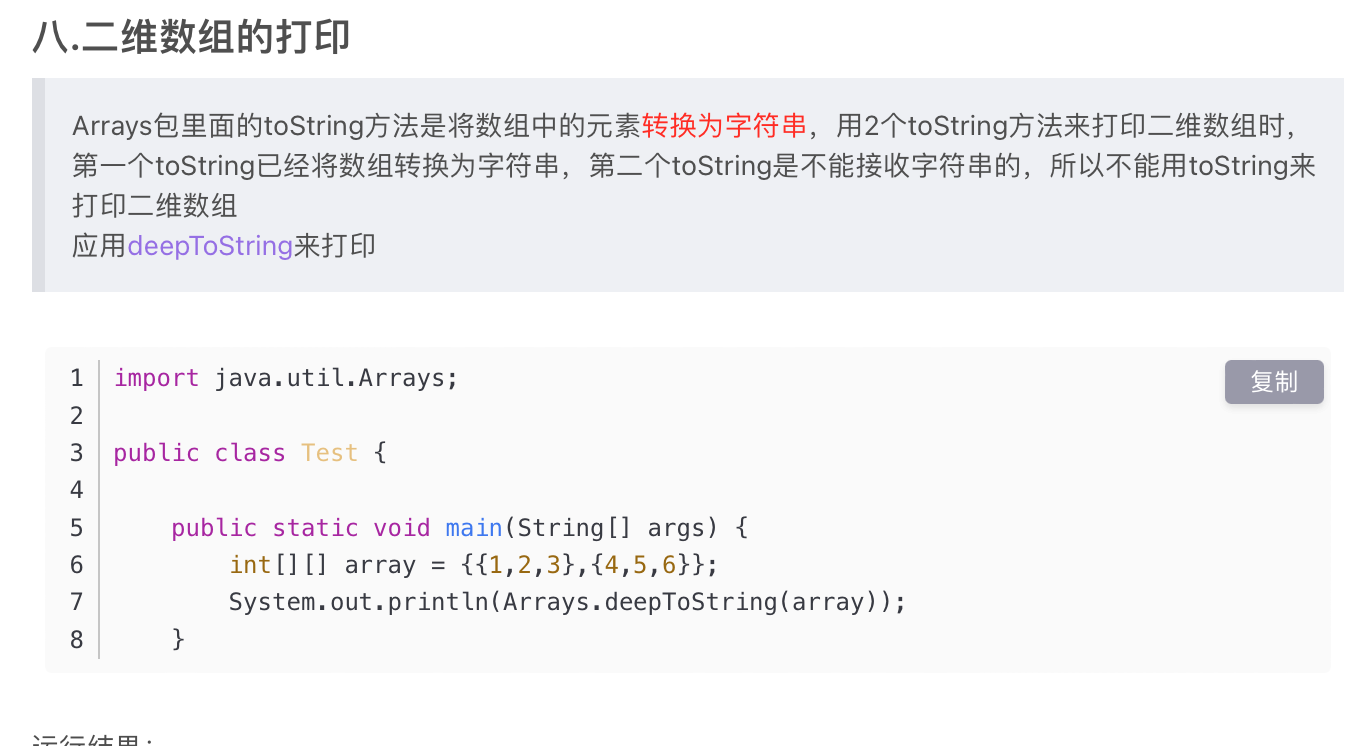 八.二维数组的打印
Arrays包里面的toString方法是将数组中的元素转换为字符串，用2个toString方法来打印二维数组时，
第一个toString已经将数组转换为字符串，第二个toString是不能接收字符串的，所以不能用toString来
打印二维数组
应用deepToString来打印
复制
1 import java.util.Arrays;
2
3 public class Test {
4
5     public static void main(String[] args) {
6         int[][] array = {{1,2,3},{4,5,6}};
7         System.out.println(Arrays.deepToString(array));
8     }
运行结果：